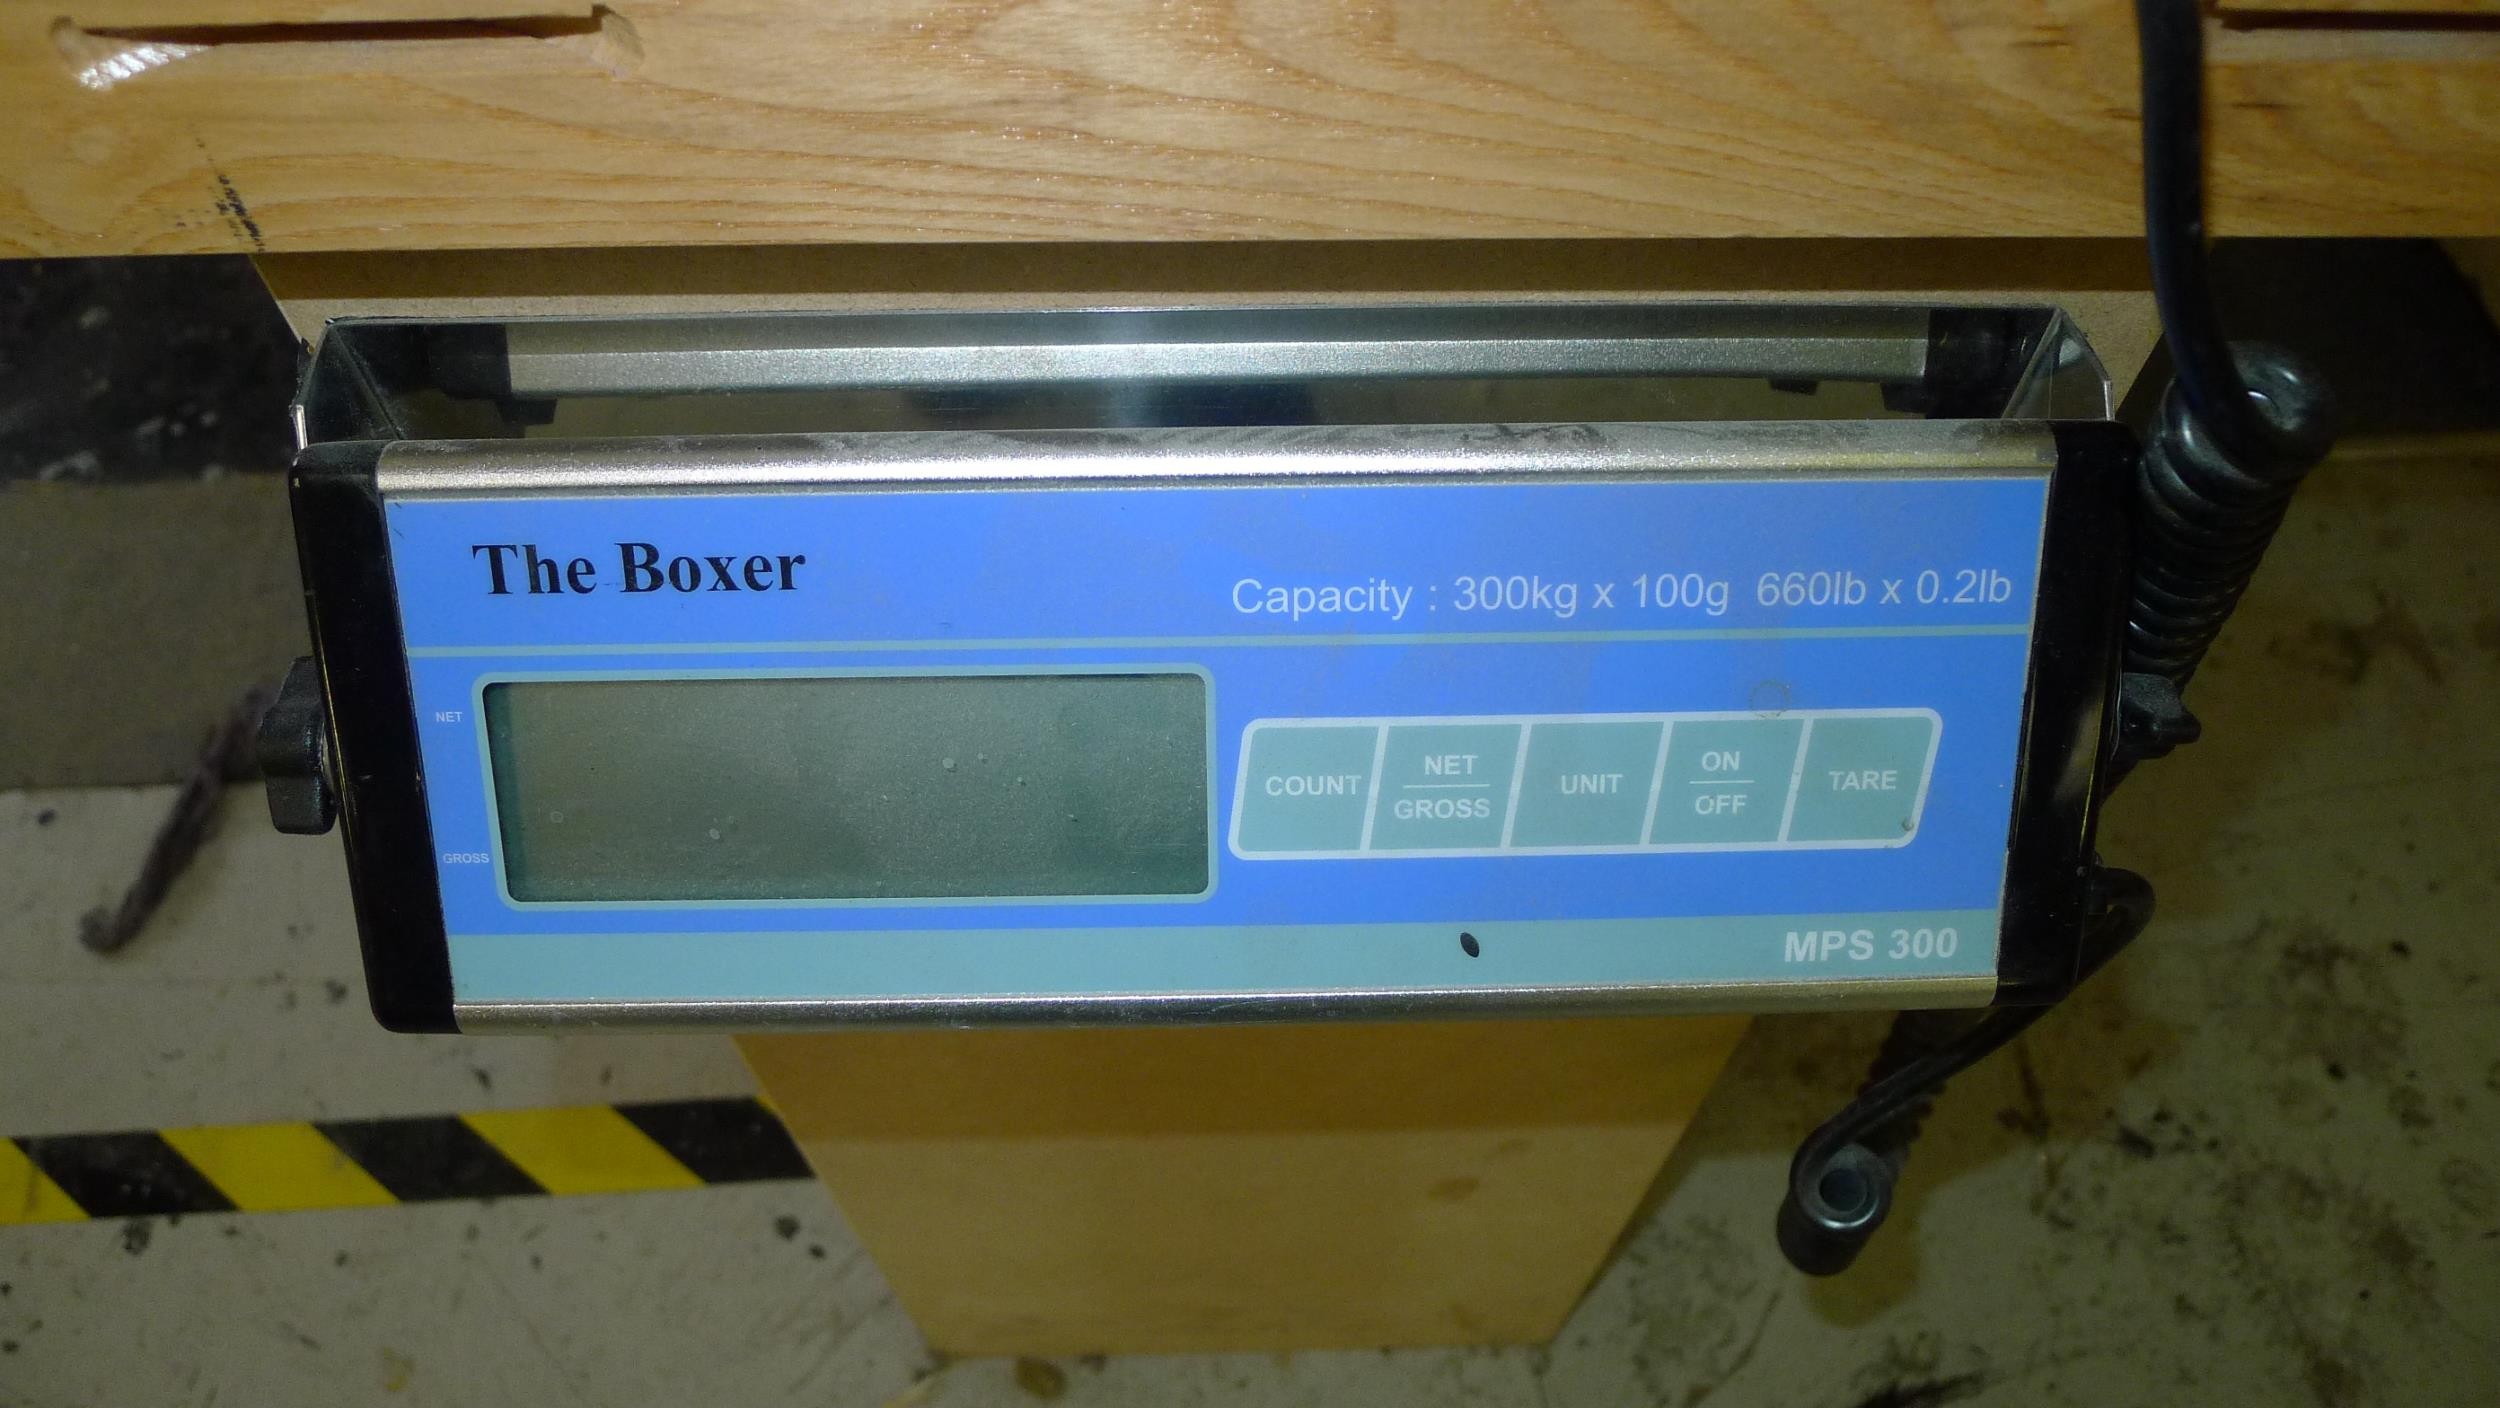 The Boxer
Capacity : 300kg x 100g 660lb x 0.2lb
NET
GROSS
COUNT
NET
GROSS
UNIT
ON
OFF
TARE
MPS 300